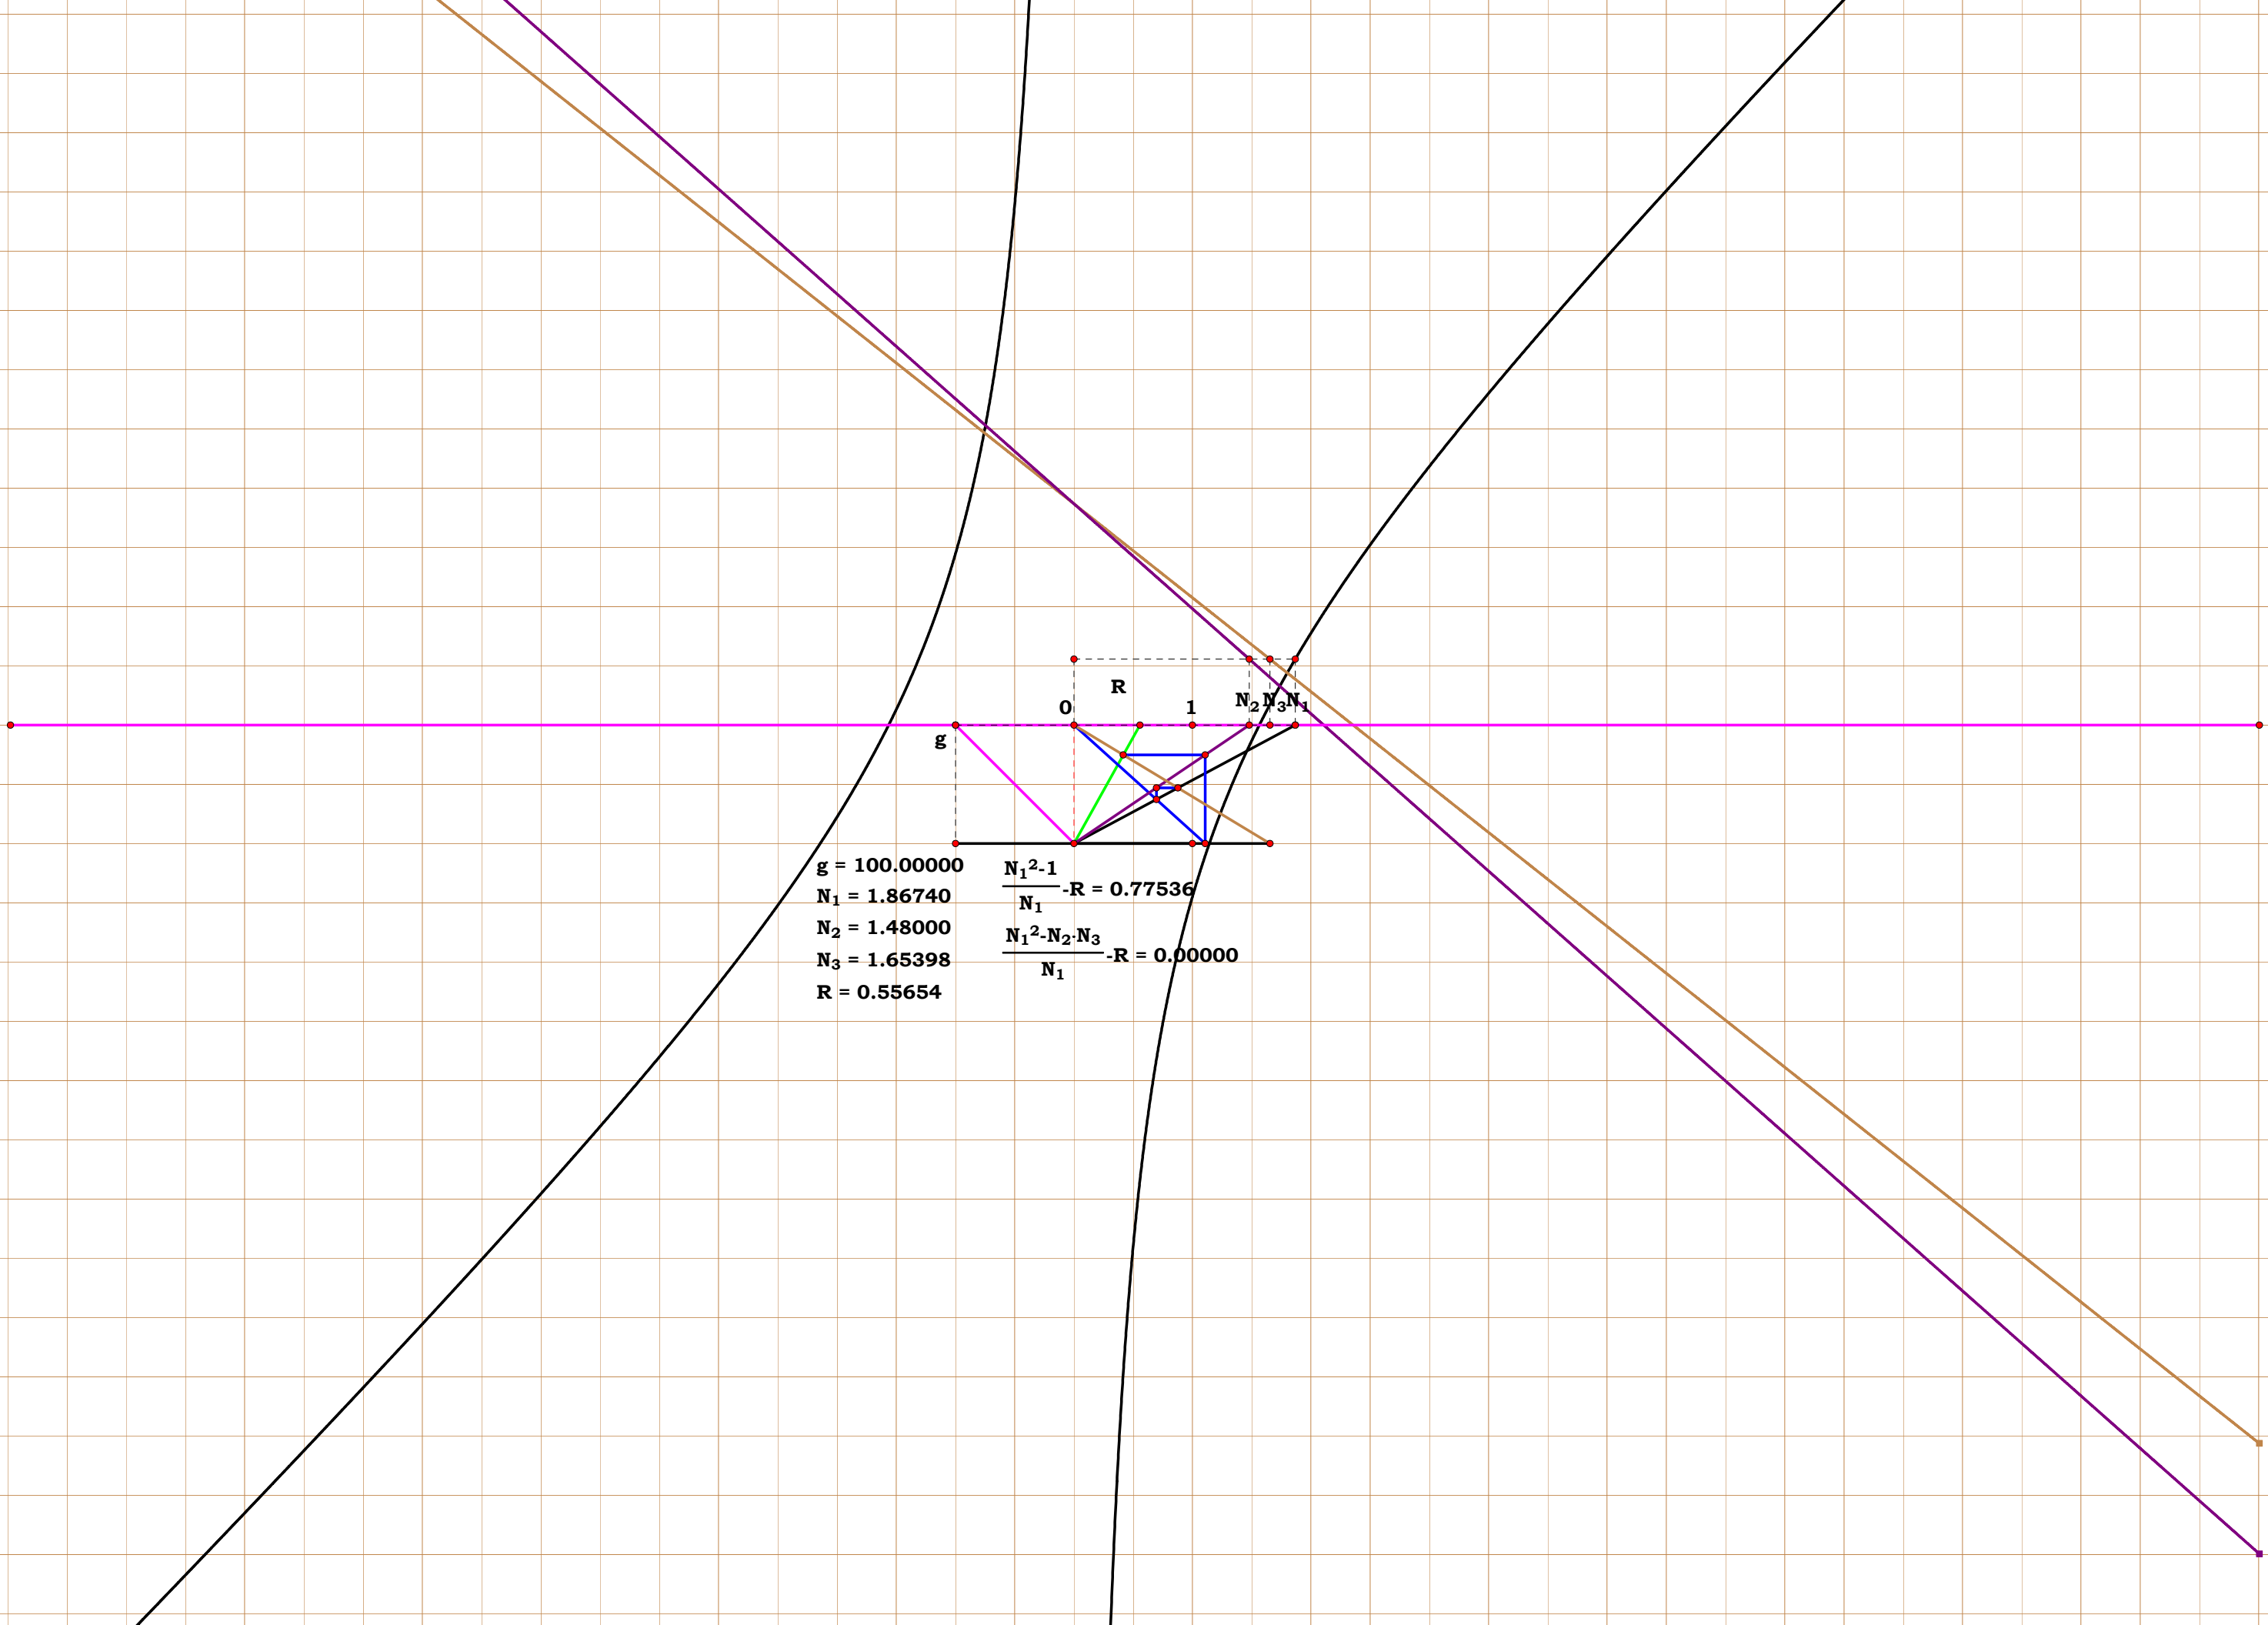 R
0 1 N₂ N₃ N₁
g
g = 100.00000
N₁ = 1.86740
N₂ = 1.48000
N₃ = 1.65398
R = 0.55654
N₁²-1
-R = 0.77536
N₁
N₁²-N₂·N₃
-R = 0.00000
N₁